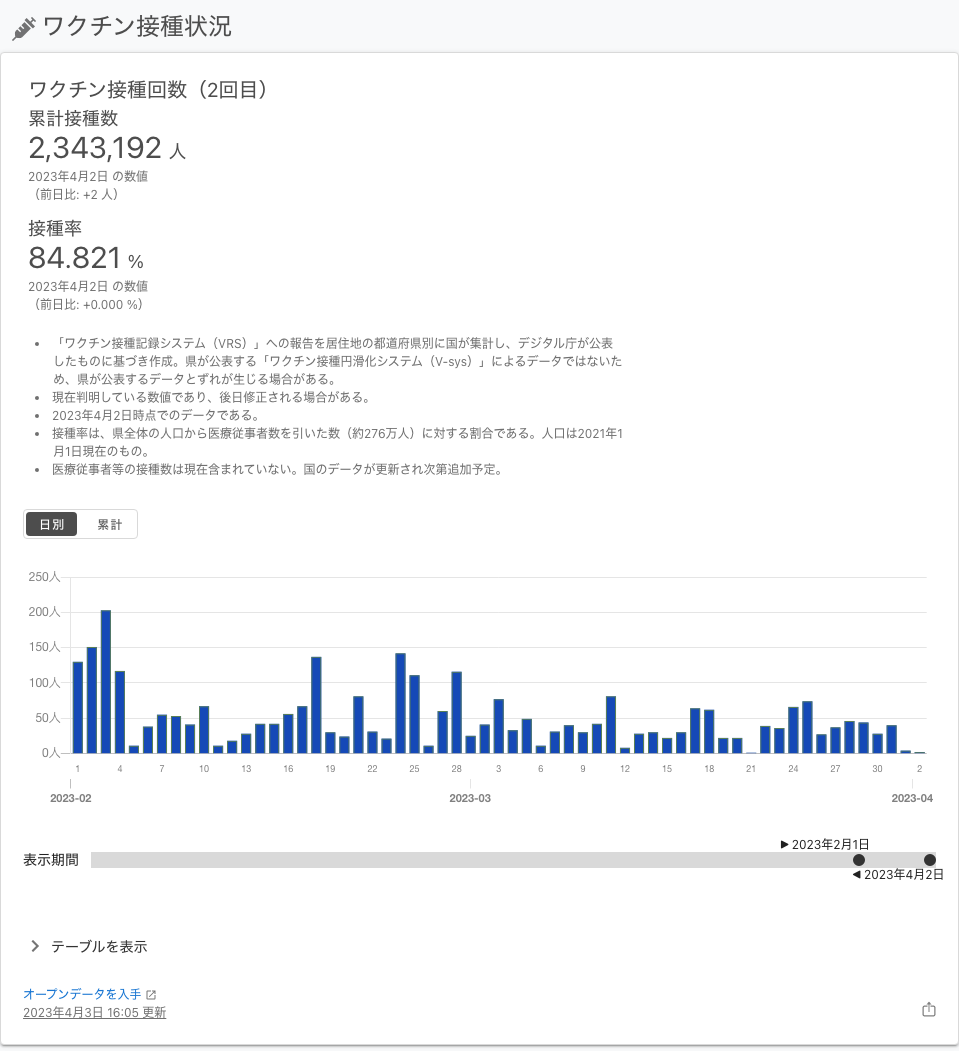 ワクチン接種状況
ワクチン接種回数（2回目）
累計接種数
2,343,192 人
2023年4月2日 の数値
（前日比: +2 人）
接種率
84.821 %
2023年4月2日 の数値
（前日比: +0.000 %）
「ワクチン接種記録システム（VRS）」への報告を居住地の都道府県別に国が集計し、デジタル庁が公表
したものに基づき作成。県が公表する「ワクチン接種円滑化システム（V-sys）」によるデータではないた
め、県が公表するデータとずれが生じる場合がある。
現在判明している数値であり、後日修正される場合がある。
2023年4月2日時点でのデータである。
接種率は、県全体の人口から医療従事者数を引いた数（約276万人）に対する割合である。人口は2021年1
月1日現在のもの。
医療従事者等の接種数は現在含まれていない。国のデータが更新され次第追加予定。
日別 累計
250人
200人
150人
100人
50人
0人
1 4 7 10 13 16 19 22 25 28 3 6 9 12 15 18 21 24 27 30 2
2023-02 2023-03 2023-04
2023年2月1日
表示期間
2023年4月2日
テーブルを表示
オープンデータを入手
2023年4月3日 16:05 更新